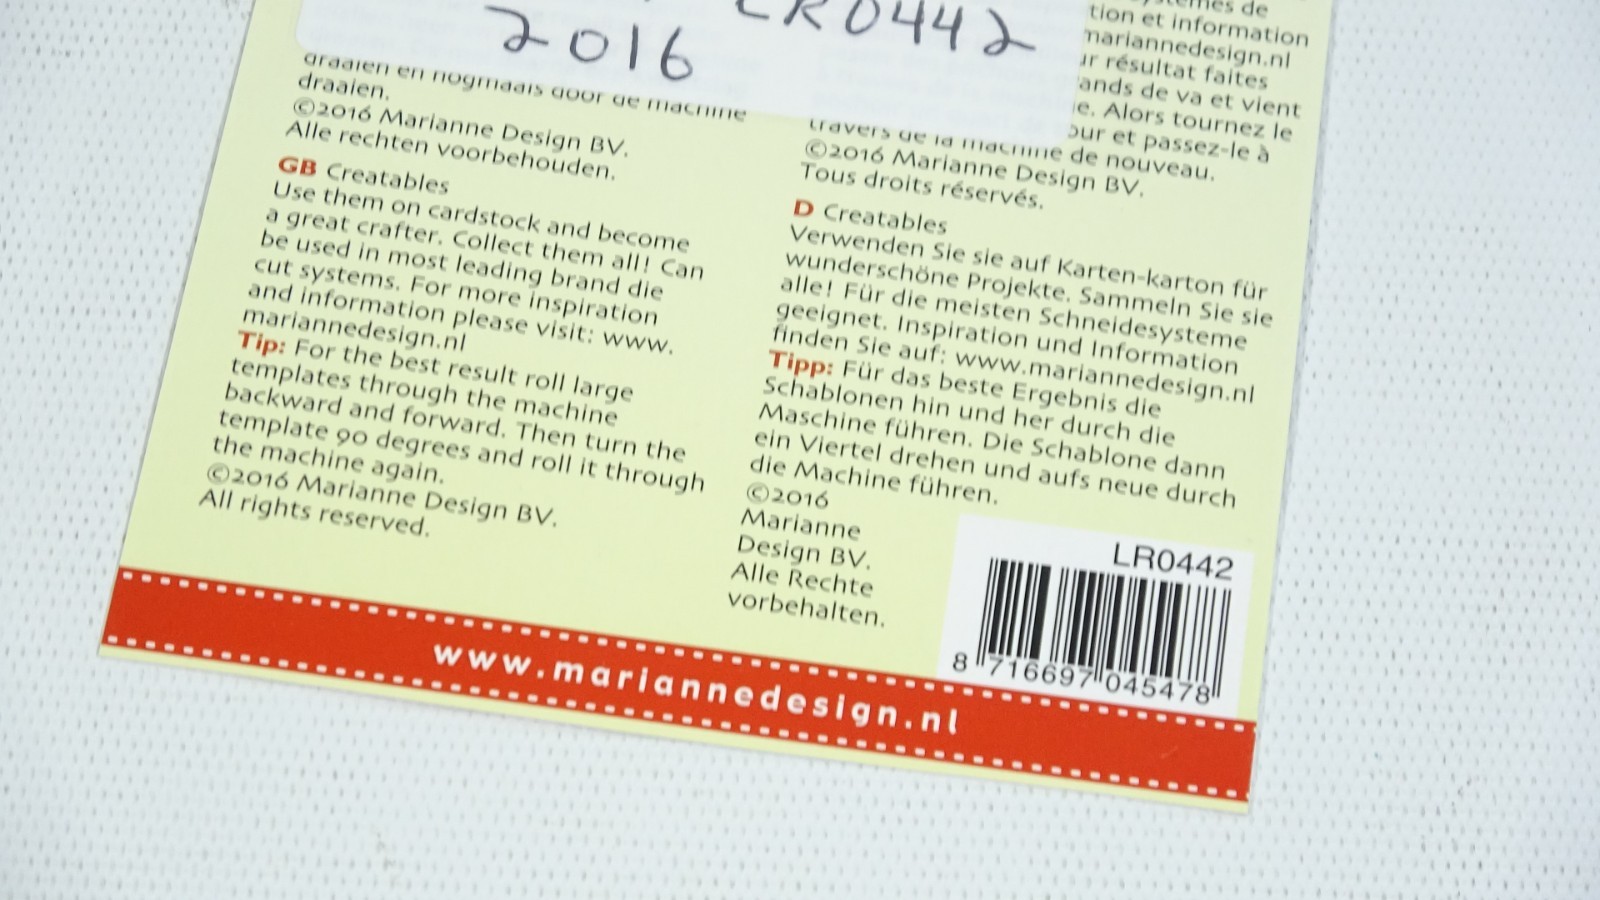 LR0442
2016
draaien en nogmaals door de machine
draaien.
©2016 Marianne Design BV.
Alle rechten voorbehouden.
GB Creatables
Use them on cardstock and become
a great crafter. Collect them all! Can
be used in most leading brand die
cut systems. For more inspiration
and information please visit: www.
mariannedesign.nl
Tip: For the best result roll large
templates through the machine
backward and forward. Then turn the
template 90 degrees and roll it through
the machine again.
©2016 Marianne Design BV.
All rights reserved.
tion et information
mariannedesign.nl
résultat faites
de va et vient
Alors tournez le
et passez-le à
travers de la machine de nouveau.
©2016 Marianne Design BV.
Tous droits réservés.
D Creatables
Verwenden Sie sie auf Karten-karton für
wunderschöne Projekte. Sammeln Sie sie
alle! Für die meisten Schneidesysteme
geeignet. Inspiration und Information
finden Sie auf: www.mariannedesign.nl
Tipp: Für das beste Ergebnis die
Schablonen hin und her durch die
Maschine führen. Die Schablone dann
ein Viertel drehen und aufs neue durch
die Machine führen.
©2016
Marianne
Design BV.
Alle Rechte
vorbehalten.
LR0442
8 716697 045478
www.mariannedesign.nl